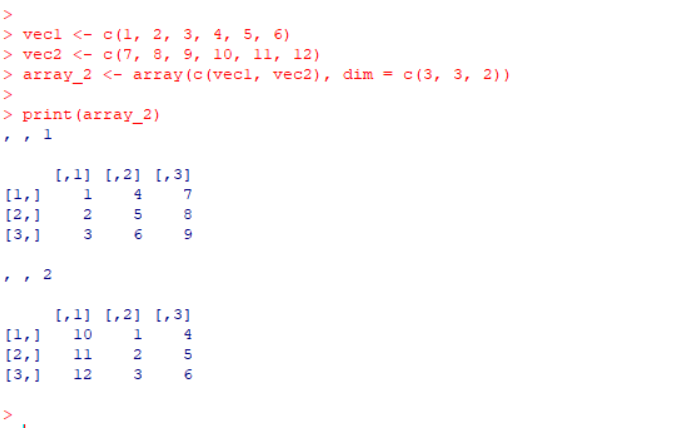 >
> vec1 <- c(1, 2, 3, 4, 5, 6)
> vec2 <- c(7, 8, 9, 10, 11, 12)
> array_2 <- array(c(vec1, vec2), dim = c(3, 3, 2))
>
> print(array_2)
, , 1
     [,1] [,2] [,3]
[1,]    1    4    7
[2,]    2    5    8
[3,]    3    6    9
, , 2
     [,1] [,2] [,3]
[1,]   10    1    4
[2,]   11    2    5
[3,]   12    3    6
>